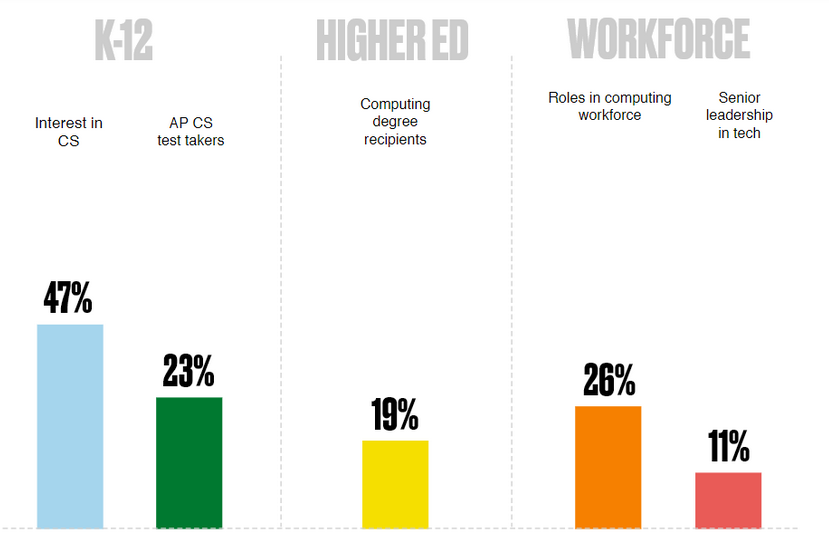 K-12
HIGHER ED
WORKFORCE
Interest in
CS
AP CS
test takers
Computing
degree
recipients
Roles in computing
workforce
Senior
leadership
in tech
47%
23%
19%
26%
11%